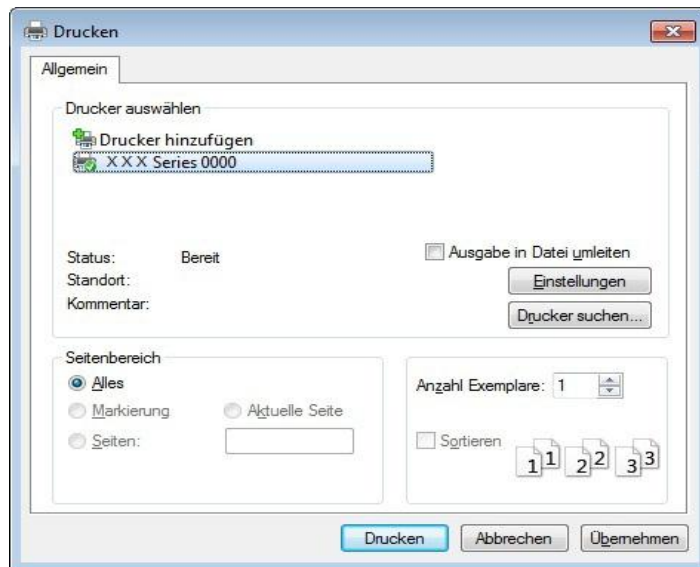 Drucken
Allgemein
Drucker auswählen
Drucker hinzufügen
XXX Series 0000
Status: Bereit
Standort:
Kommentar:
Ausgabe in Datei umleiten
Einstellungen
Drucker suchen...
Seitenbereich
Alles
Markierung Aktuelle Seite
Seiten:
Anzahl Exemplare: 1
Sortieren
1 1 2 2 3 3
Drucken Abbrechen Übernehmen